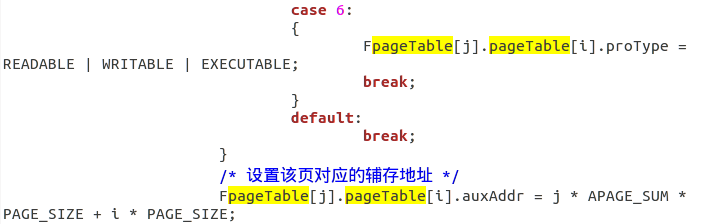 case 6:
{
FpageTable[j].pageTable[i].proType =
READABLE | WRITABLE | EXECUTABLE;
break;
}
default:
break;
}
/* 设置该页对应的辅存地址 */
FpageTable[j].pageTable[i].auxAddr = j * APAGE_SUM *
PAGE_SIZE + i * PAGE_SIZE;